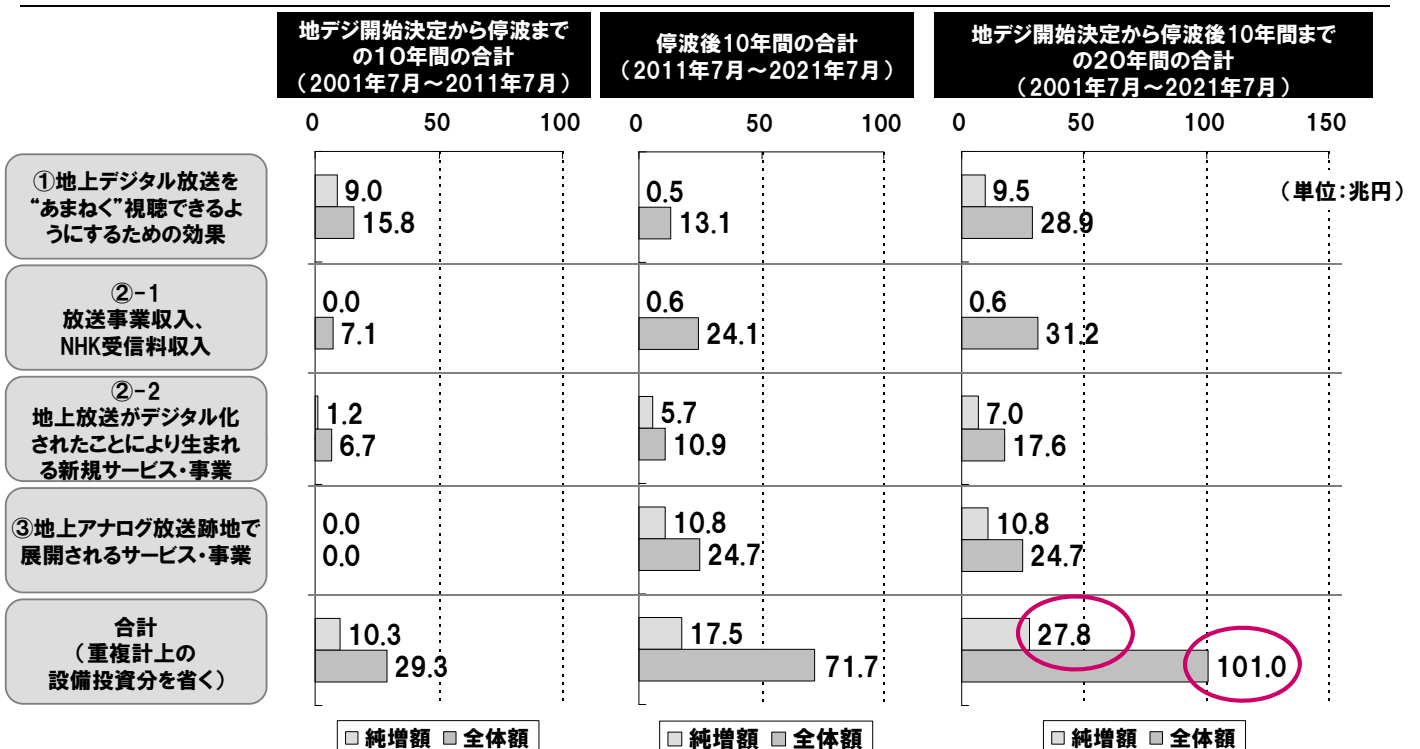 地デジ開始決定から停波まで
の10年間の合計
（2001年7月～2011年7月）
停波後10年間の合計
（2011年7月～2021年7月）
地デジ開始決定から停波後10年間まで
の20年間の合計
（2001年7月～2021年7月）
0 50 100
0 50 100
0 50 100 150
（単位：兆円）
①地上デジタル放送を
“あまねく”視聴できるよ
うにするための効果
9.0
15.8
0.5
13.1
9.5
28.9
②-1
放送事業収入、
NHK受信料収入
0.0
7.1
0.6
24.1
0.6
31.2
②-2
地上放送がデジタル化
されたことにより生まれ
る新規サービス・事業
1.2
6.7
5.7
10.9
7.0
17.6
③地上アナログ放送跡地で
展開されるサービス・事業
0.0
0.0
10.8
24.7
10.8
24.7
合計
（重複計上の
設備投資分を省く）
10.3
29.3
17.5
71.7
27.8
101.0
純増額 全体額
純増額 全体額
純増額 全体額